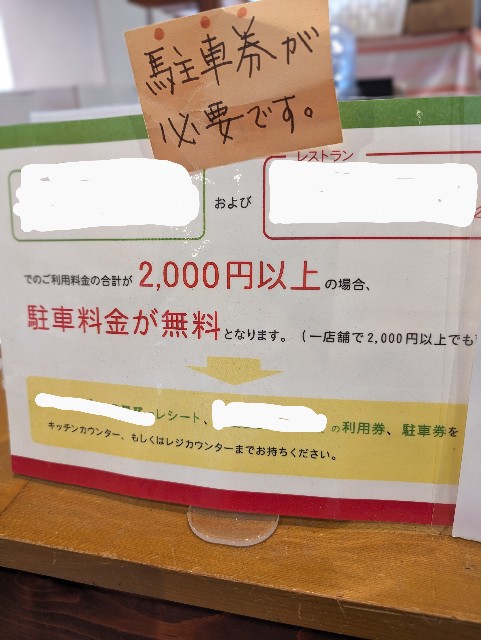 駐車券が
必要です。
レストラン
および
でのご利用料金の合計が 2,000円以上 の場合、
駐車料金が無料 となります。(一店舗で2,000円以上でも
レシート、 の利用券、駐車券を
キッチンカウンター、もしくはレジカウンターまでお持ちください。